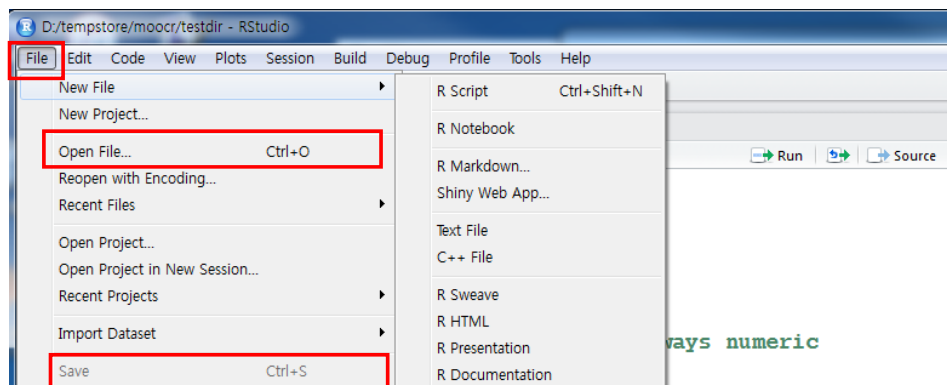 D:/tempstore/moocr/testdir - RStudio
File Edit Code View Plots Session Build Debug Profile Tools Help
New File
New Project...
Open File... Ctrl+O
Reopen with Encoding...
Recent Files
Open Project...
Open Project in New Session...
Recent Projects
Import Dataset
Save Ctrl+S
R Script Ctrl+Shift+N
R Notebook
R Markdown...
Shiny Web App...
Text File
C++ File
R Sweave
R HTML
R Presentation
R Documentation
Run Source
ways numeric